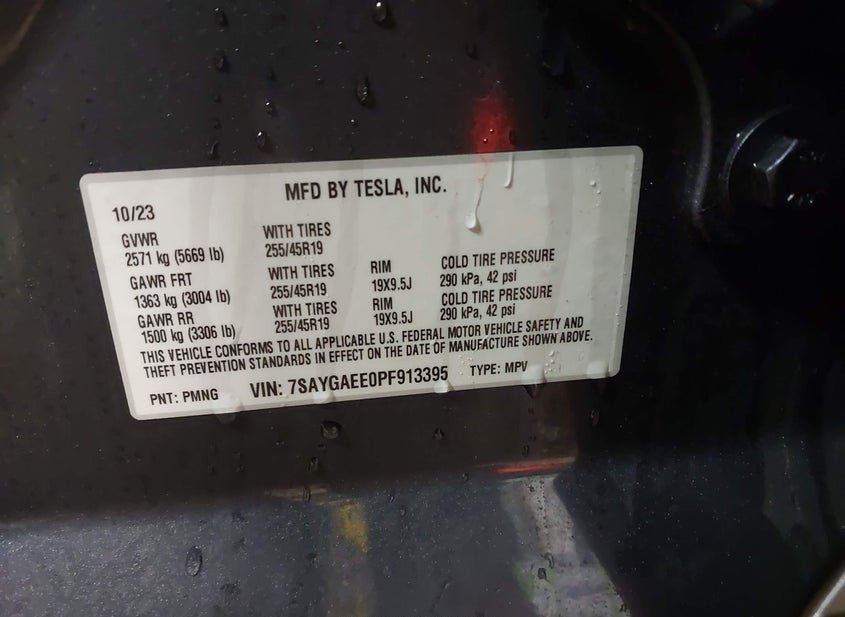 MFD BY TESLA, INC.
10/23
GVWR WITH TIRES
2571 kg (5669 lb) 255/45R19
GAWR FRT WITH TIRES RIM COLD TIRE PRESSURE
1363 kg (3004 lb) 255/45R19 19X9.5J 290 kPa, 42 psi
GAWR RR WITH TIRES RIM COLD TIRE PRESSURE
1500 kg (3306 lb) 255/45R19 19X9.5J 290 kPa, 42 psi
THIS VEHICLE CONFORMS TO ALL APPLICABLE U.S. FEDERAL MOTOR VEHICLE SAFETY AND
THEFT PREVENTION STANDARDS IN EFFECT ON THE DATE OF MANUFACTURE SHOWN ABOVE.
PNT: PMNG VIN: 7SAYGAEE0PF913395 TYPE: MPV